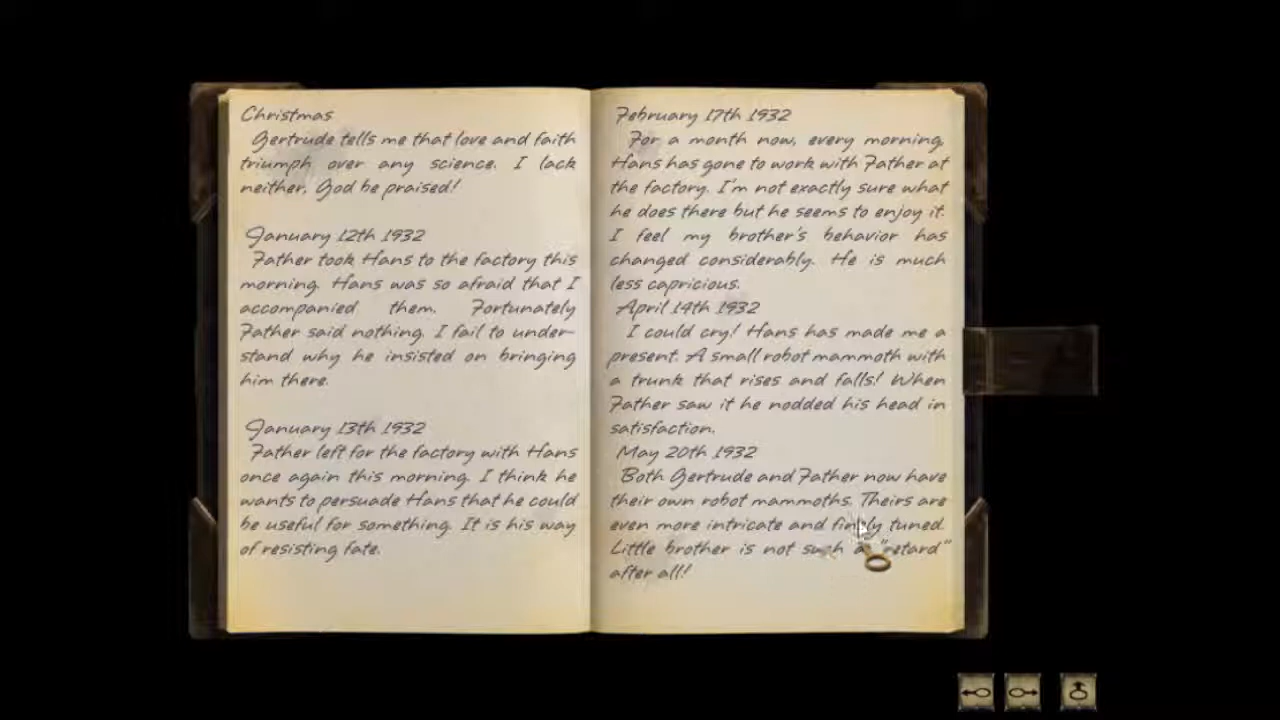 Christmas
Gertrude tells me that love and faith
triumph over any science. I lack
neither, God be praised!
January 12th 1932
Father took Hans to the factory this
morning. Hans was so afraid that I
accompanied them. Fortunately
Father said nothing. I fail to under-
stand why he insisted on bringing
him there.
January 13th 1932
Father left for the factory with Hans
once again this morning. I think he
wants to persuade Hans that he could
be useful for something. It is his way
of resisting fate.
February 17th 1932
For a month now, every morning,
Hans has gone to work with Father at
the factory. I'm not exactly sure what
he does there but he seems to enjoy it.
I feel my brother's behavior has
changed considerably. He is much
less capricious.
April 14th 1932
I could cry! Hans has made me a
present. A small robot mammoth with
a trunk that rises and falls! When
Father saw it he nodded his head in
satisfaction.
May 20th 1932
Both Gertrude and Father now have
their own robot mammoths. Theirs are
even more intricate and finely tuned.
Little brother is not such a "retard"
after all!